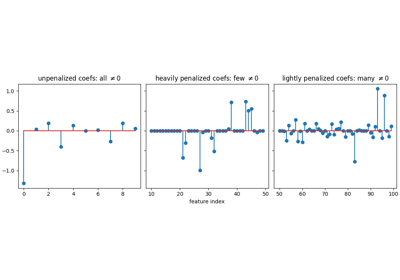 unpenalized coefs: all ≠0
heavily penalized coefs: few ≠0
lightly penalized coefs: many ≠0
1.0
0.5
0.0
−0.5
−1.0
0 2 4 6 8
10 20 30 40 50
50 60 70 80 90 100
feature index